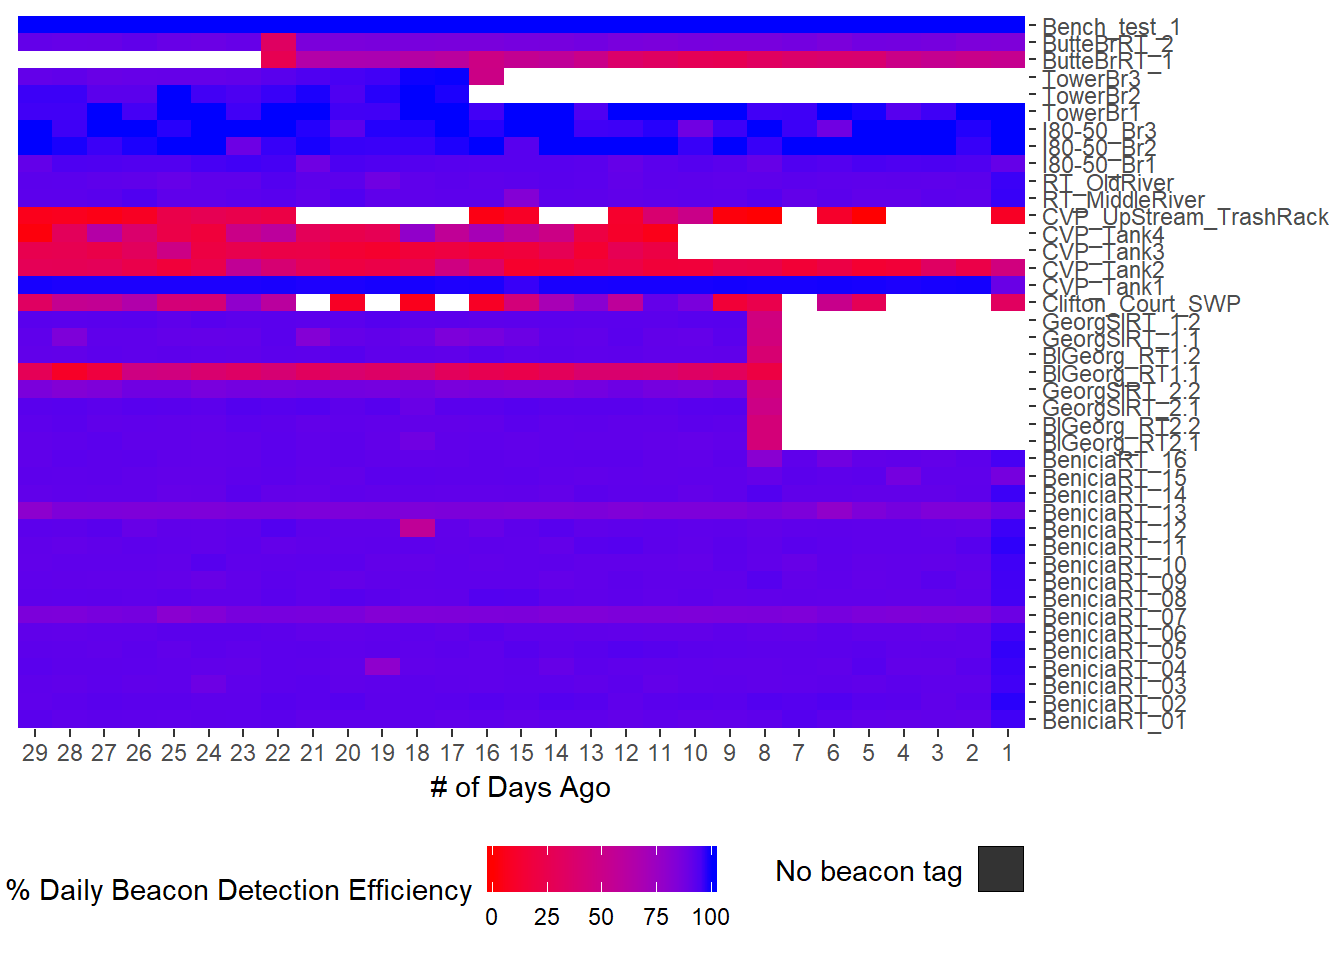 Bench_test_1
ButteBrRT_2
ButteBrRT_1
TowerBr3
TowerBr2
TowerBr1
I80-50_Br3
I80-50_Br2
I80-50_Br1
RT_OldRiver
RT_MiddleRiver
CVP_UpStream_TrashRack
CVP_Tank4
CVP_Tank3
CVP_Tank2
CVP_Tank1
Clifton_Court_SWP
GeorgSlRT_1.2
GeorgSlRT_1.1
BlGeorg_RT1.2
BlGeorg_RT1.1
GeorgSlRT_2.2
GeorgSlRT_2.1
BlGeorg_RT2.2
BlGeorg_RT2.1
BeniciaRT_16
BeniciaRT_15
BeniciaRT_14
BeniciaRT_13
BeniciaRT_12
BeniciaRT_11
BeniciaRT_10
BeniciaRT_09
BeniciaRT_08
BeniciaRT_07
BeniciaRT_06
BeniciaRT_05
BeniciaRT_04
BeniciaRT_03
BeniciaRT_02
BeniciaRT_01
29 28 27 26 25 24 23 22 21 20 19 18 17 16 15 14 13 12 11 10 9 8 7 6 5 4 3 2 1
# of Days Ago
% Daily Beacon Detection Efficiency
0 25 50 75 100
No beacon tag